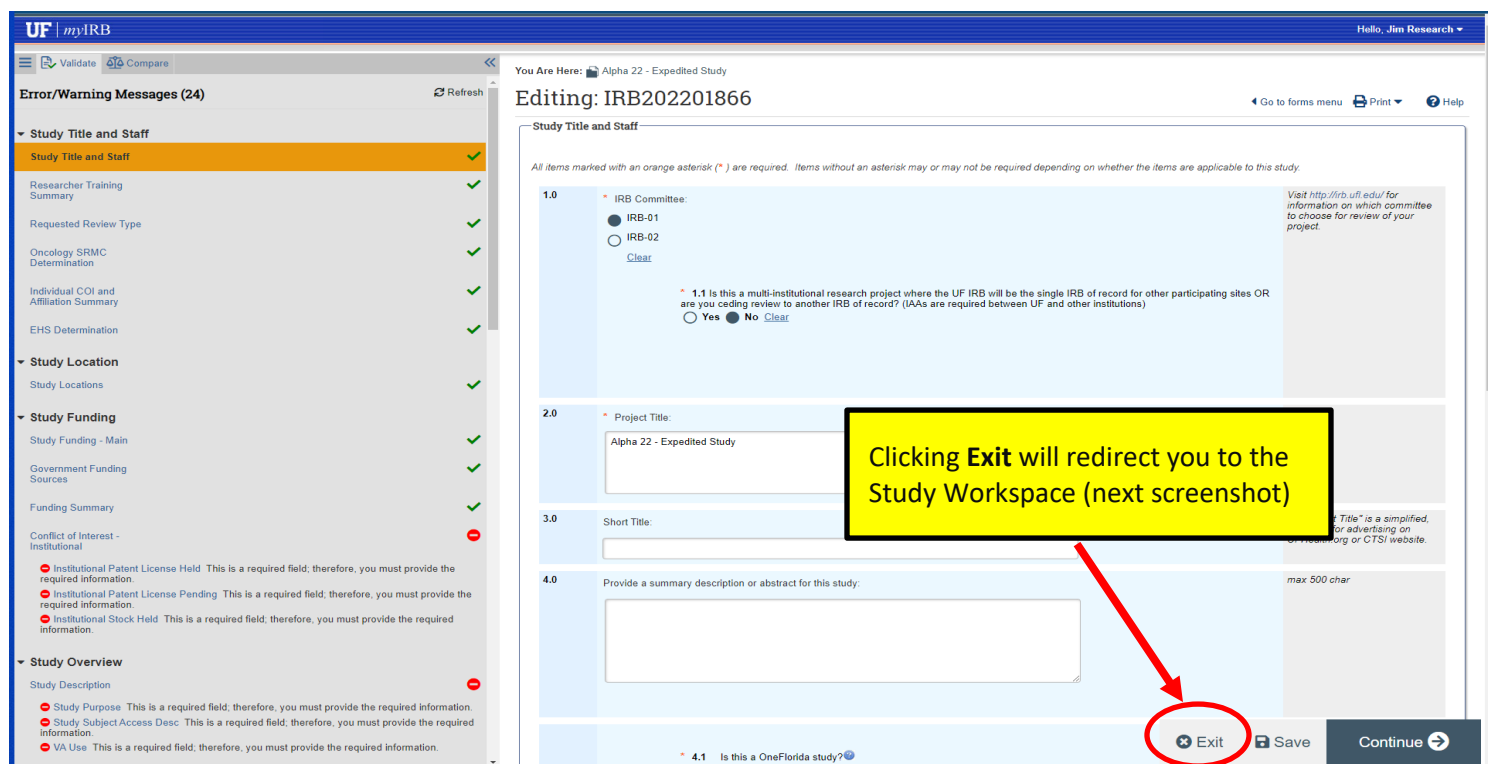 UF | myIRB
Hello, Jim Research
Validate Compare
Error/Warning Messages (24)
Refresh
Study Title and Staff
Study Title and Staff
Researcher Training
Summary
Requested Review Type
Oncology SRMC
Determination
Individual COI and
Affiliation Summary
EHS Determination
Study Location
Study Locations
Study Funding
Study Funding - Main
Government Funding
Sources
Funding Summary
Conflict of Interest -
Institutional
Institutional Patent License Held This is a required field; therefore, you must provide the
required information.
Institutional Patent License Pending This is a required field; therefore, you must provide the
required information.
Institutional Stock Held This is a required field; therefore, you must provide the required
information.
Study Overview
Study Description
Study Purpose This is a required field; therefore, you must provide the required information.
Study Subject Access Desc This is a required field; therefore, you must provide the required
information.
VA Use This is a required field; therefore, you must provide the required information.
You Are Here: Alpha 22 - Expedited Study
Editing: IRB202201866
Go to forms menu Print Help
Study Title and Staff
All items marked with an orange asterisk (* ) are required. Items without an asterisk may or may not be required depending on whether the items are applicable to this study.
1.0 * IRB Committee:
IRB-01
IRB-02
Clear
Visit http://irb.ufl.edu/ for
information on which committee
to choose for review of your
project.
* 1.1 Is this a multi-institutional research project where the UF IRB will be the single IRB of record for other participating sites OR
are you ceding review to another IRB of record? (IAAs are required between UF and other institutions)
Yes No Clear
2.0 * Project Title:
Alpha 22 - Expedited Study
Clicking Exit will redirect you to the
Study Workspace (next screenshot)
3.0 Short Title:
Title" is a simplified,
for advertising on
org or CTSI website.
4.0 Provide a summary description or abstract for this study:
max 500 char
* 4.1 Is this a OneFlorida study?
Exit Save Continue